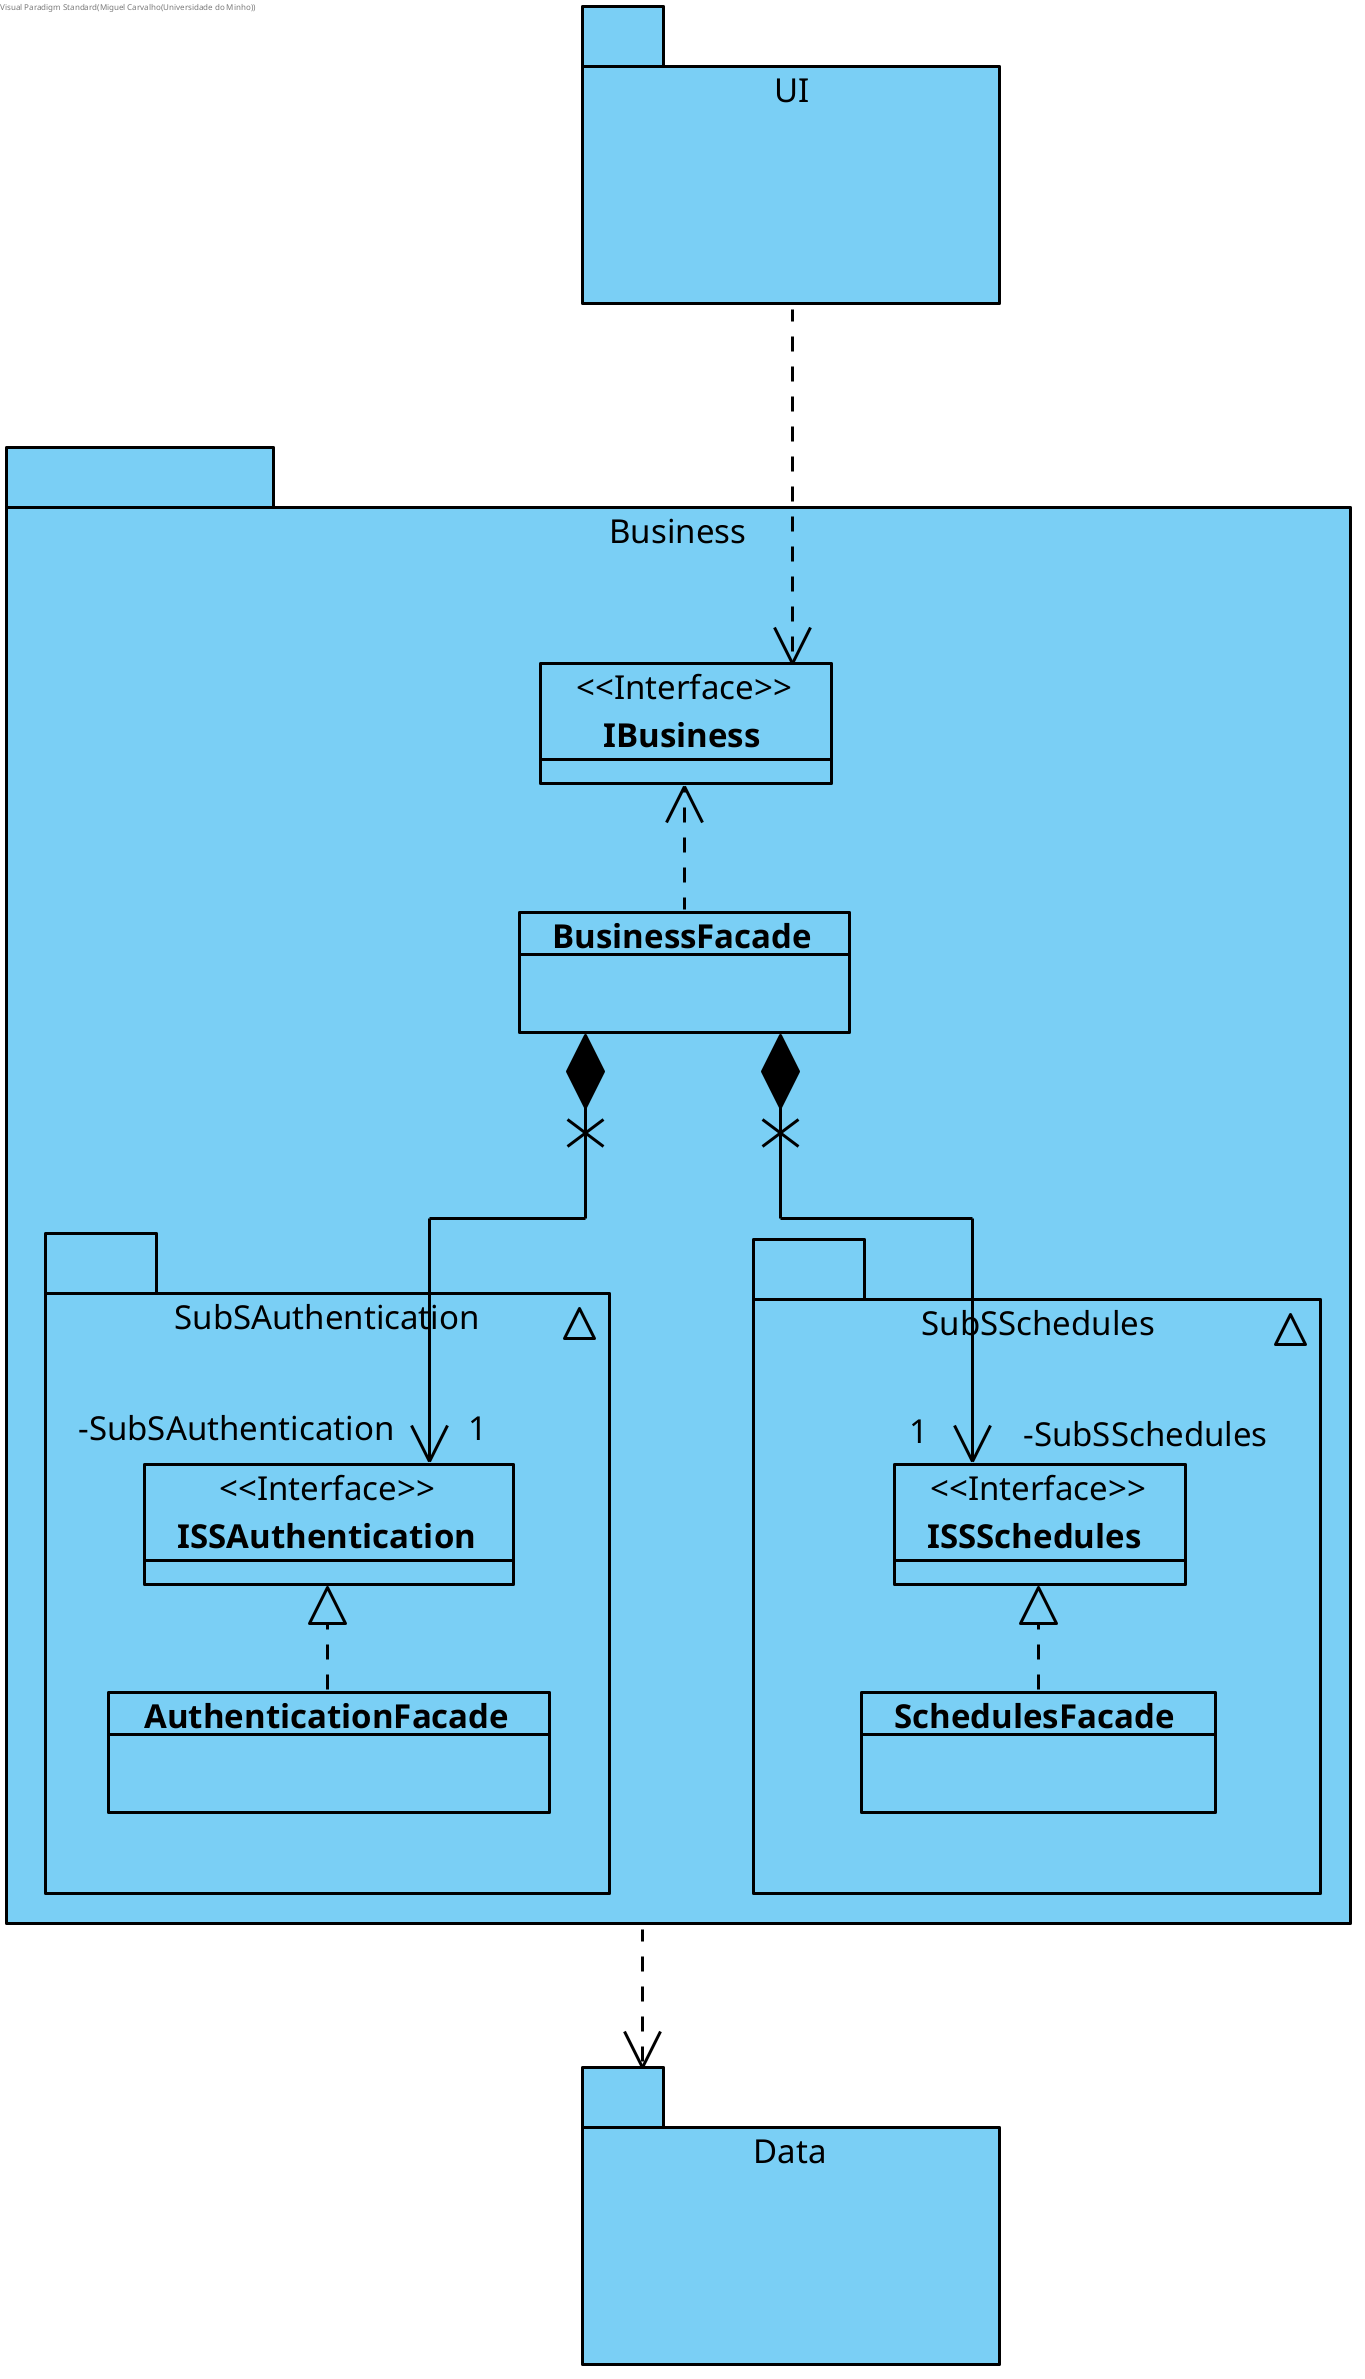 Visual Paradigm Standard(Miguel Carvalho(Universidade do Minho))
UI
Business
<<Interface>>
IBusiness
BusinessFacade
SubSAuthentication
SubSSchedules
-SubSAuthentication
1
1
-SubSSchedules
<<Interface>>
ISSAuthentication
<<Interface>>
ISSSchedules
AuthenticationFacade
SchedulesFacade
Data